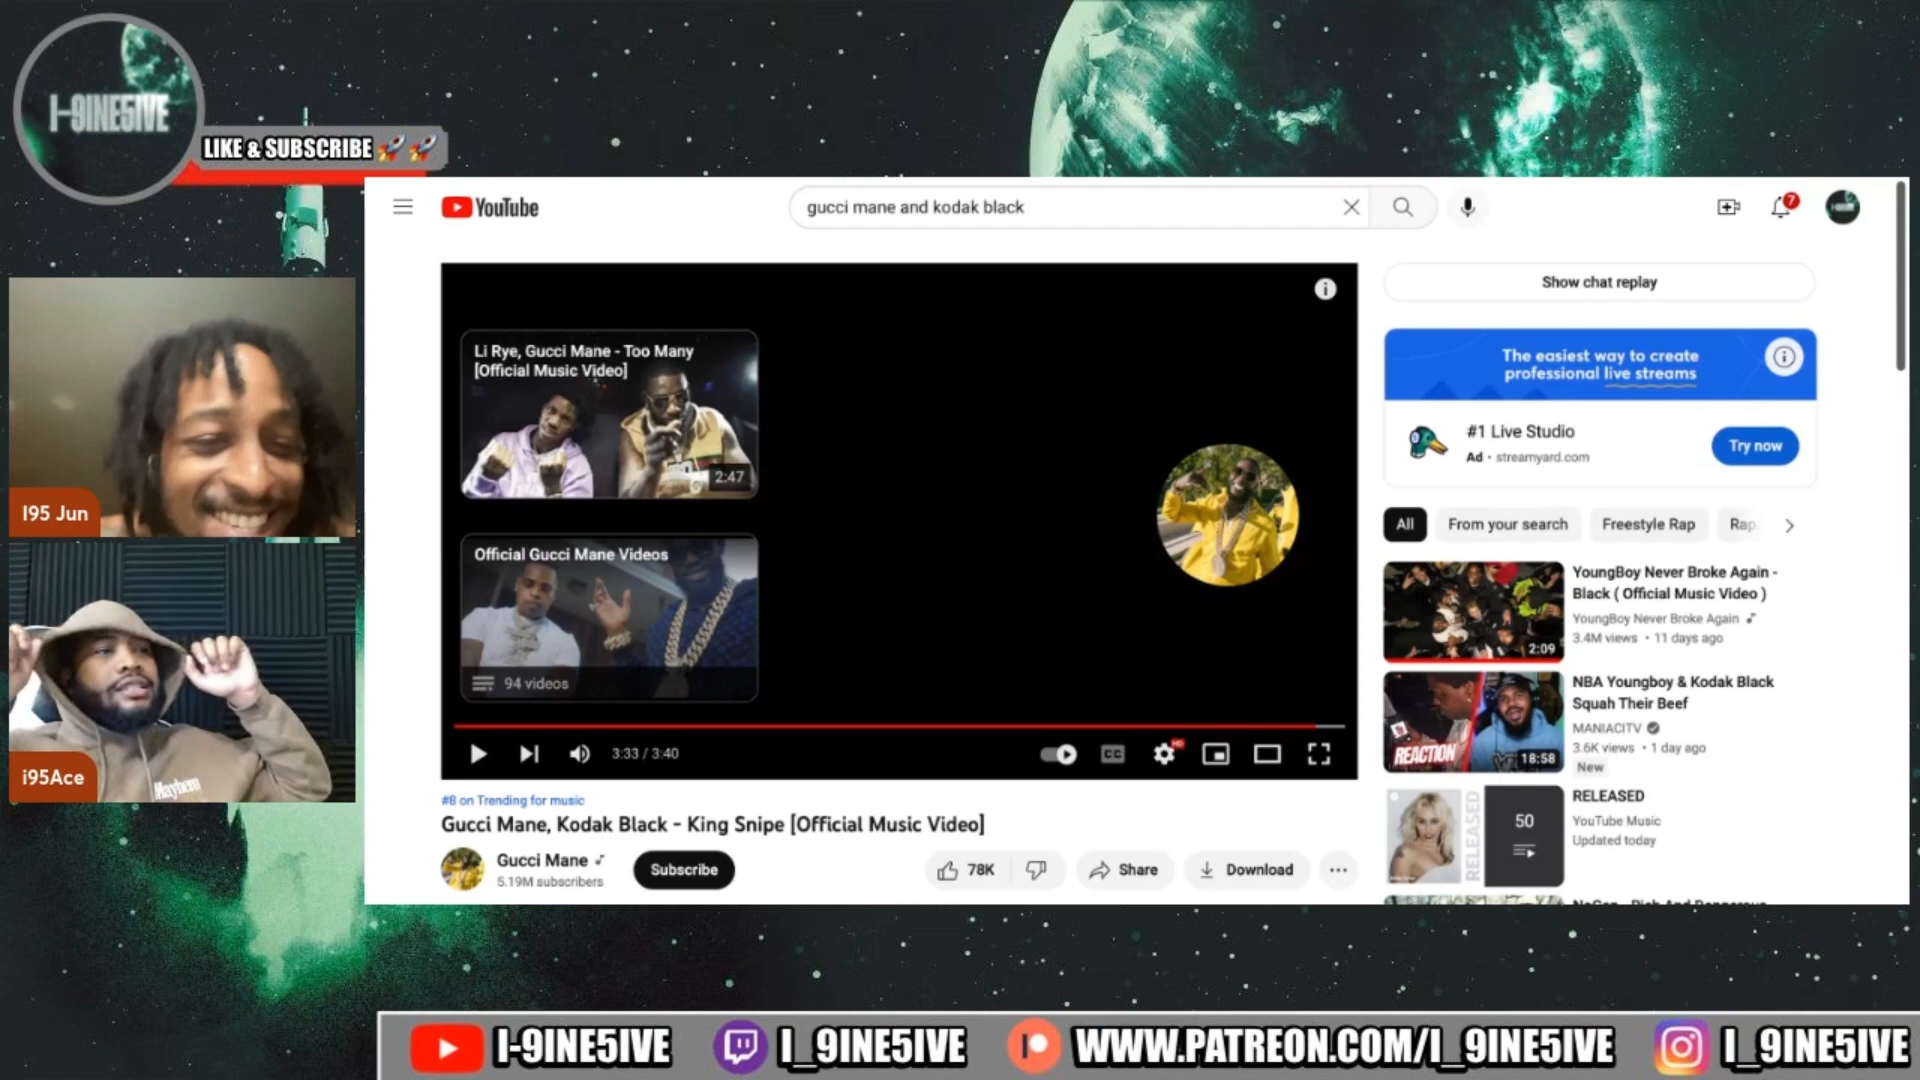 I-9INE5IVE
LIKE & SUBSCRIBE
YouTube
gucci mane and kodak black
7
Show chat replay
Li Rye, Gucci Mane - Too Many
[Official Music Video]
2:47
The easiest way to create
professional live streams
#1 Live Studio
Ad · streamyard.com
Try now
I95 Jun
Official Gucci Mane Videos
94 videos
All
From your search
Freestyle Rap
Rap
YoungBoy Never Broke Again -
Black ( Official Music Video )
YoungBoy Never Broke Again
3.4M views • 11 days ago
2:09
NBA Youngboy & Kodak Black
Squah Their Beef
MANIACITV
3.6K views • 1 day ago
New
REACTION
18:58
i95Ace
Mayhem
3:33 / 3:40
CC
HD
#8 on Trending for music
Gucci Mane, Kodak Black - King Snipe [Official Music Video]
Gucci Mane
5.19M subscribers
Subscribe
78K
Share
Download
RELEASED
50
RELEASED
YouTube Music
Updated today
I-9INE5IVE
I_9INE5IVE
WWW.PATREON.COM/I_9INE5IVE
I_9INE5IVE